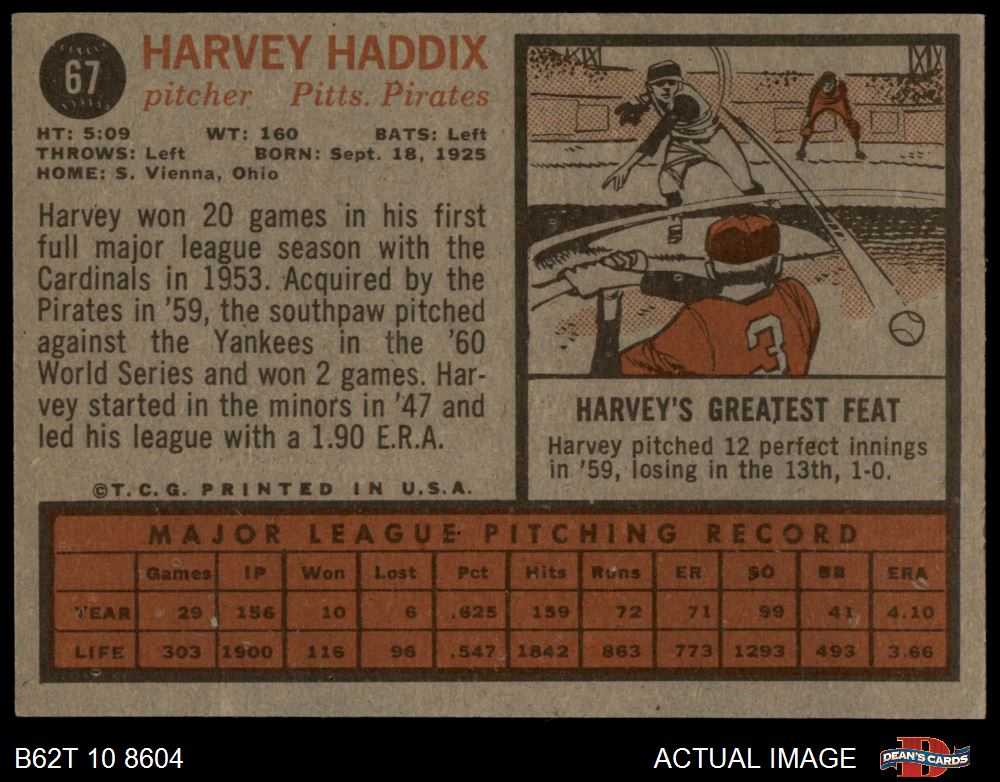 67
HARVEY HADDIX
pitcher Pitts. Pirates
HT: 5:09 WT: 160 BATS: Left
THROWS: Left BORN: Sept. 18, 1925
HOME: S. Vienna, Ohio
Harvey won 20 games in his first
full major league season with the
Cardinals in 1953. Acquired by the
Pirates in '59, the southpaw pitched
against the Yankees in the '60
World Series and won 2 games. Har-
vey started in the minors in '47 and
led his league with a 1.90 E.R.A.
©T.C.G. PRINTED IN U.S.A.
3
HARVEY'S GREATEST FEAT
Harvey pitched 12 perfect innings
in '59, losing in the 13th, 1-0.
MAJOR LEAGUE PITCHING RECORD
Games IP Won Lost Pct Hits Runs ER SO BB ERA
YEAR 29 156 10 6 .625 159 72 71 99 41 4.10
LIFE 303 1900 116 96 .547 1842 863 773 1293 493 3.66
B62T 10 8604
ACTUAL IMAGE
D
DEAN'S CARDS